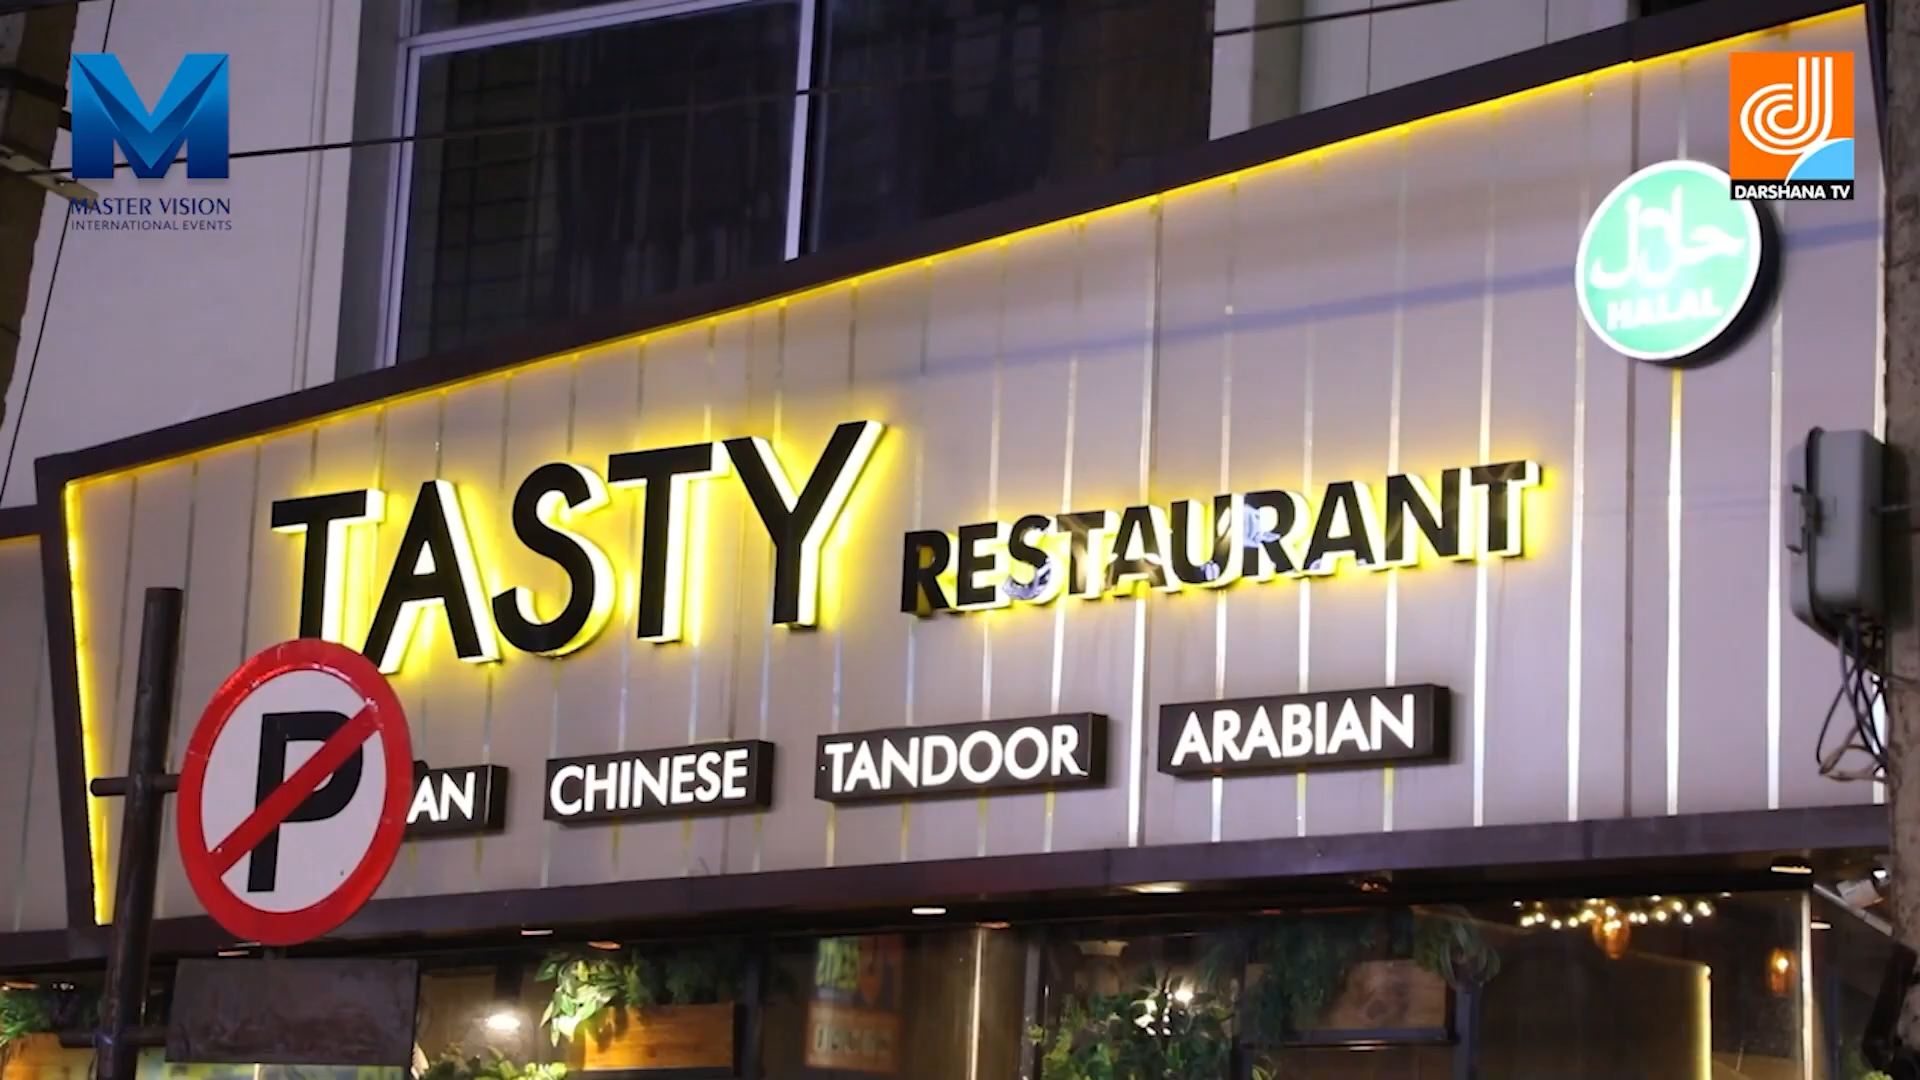 MASTER VISION
INTERNATIONAL EVENTS
DARSHANA TV
حلال
HALAL
TASTY RESTAURANT
P
AN
CHINESE
TANDOOR
ARABIAN